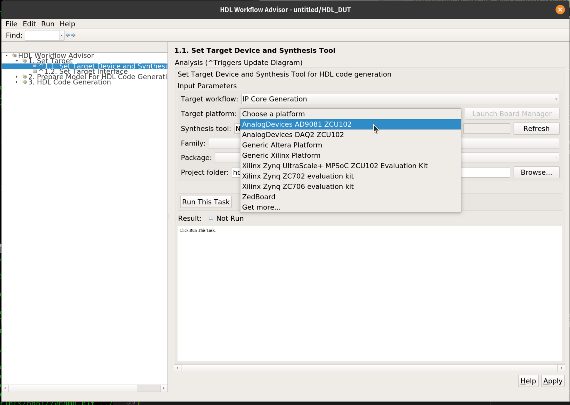 HDL Workflow Advisor - untitled/HDL_DUT
File Edit Run Help
Find:
HDL Workflow Advisor
1. Set Target
^1.1. Set Target Device and Synthesis
^1.2. Set Target Interface
2. Prepare Model For HDL Code Generati
3. HDL Code Generation
1.1. Set Target Device and Synthesis Tool
Analysis (^Triggers Update Diagram)
Set Target Device and Synthesis Tool for HDL code generation
Input Parameters
Target workflow: IP Core Generation
Target platform:
Choose a platform
Launch Board Manager
AnalogDevices AD9081 ZCU102
Synthesis tool:
Refresh
AnalogDevices DAQ2 ZCU102
Family:
Generic Altera Platform
Package:
Generic Xilinx Platform
Xilinx Zynq UltraScale+ MPSoC ZCU102 Evaluation Kit
Project folder:
Xilinx Zynq ZC702 evaluation kit
Browse...
Xilinx Zynq ZC706 evaluation kit
ZedBoard
Run This Task
Get more...
Result: Not Run
Click Run This Task.
Help Apply